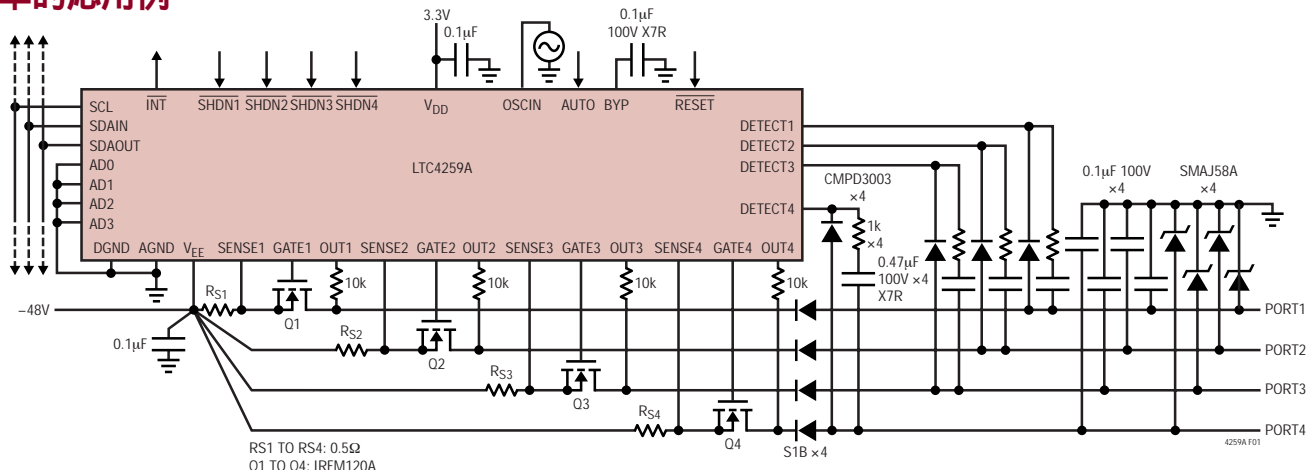 的應用例
3.3V
0.1µF
0.1µF
100V X7R
SCL
SDAIN
SDAOUT
AD0
AD1
AD2
AD3
INT
SHDN1 SHDN2 SHDN3 SHDN4
VDD
OSCIN
AUTO
BYP
RESET
LTC4259A
DETECT1
DETECT2
DETECT3
DETECT4
DGND
AGND
VEE
SENSE1
GATE1
OUT1
SENSE2
GATE2
OUT2
SENSE3
GATE3
OUT3
SENSE4
GATE4
OUT4
CMPD3003
×4
1k
×4
0.47µF
100V ×4
X7R
0.1µF 100V
×4
SMAJ58A
×4
10k
10k
10k
10k
–48V
0.1µF
RS1
Q1
RS2
Q2
RS3
Q3
RS4
Q4
S1B ×4
PORT1
PORT2
PORT3
PORT4
4259A F01
RS1 TO RS4: 0.5Ω
Q1 TO Q4: IRFM120A